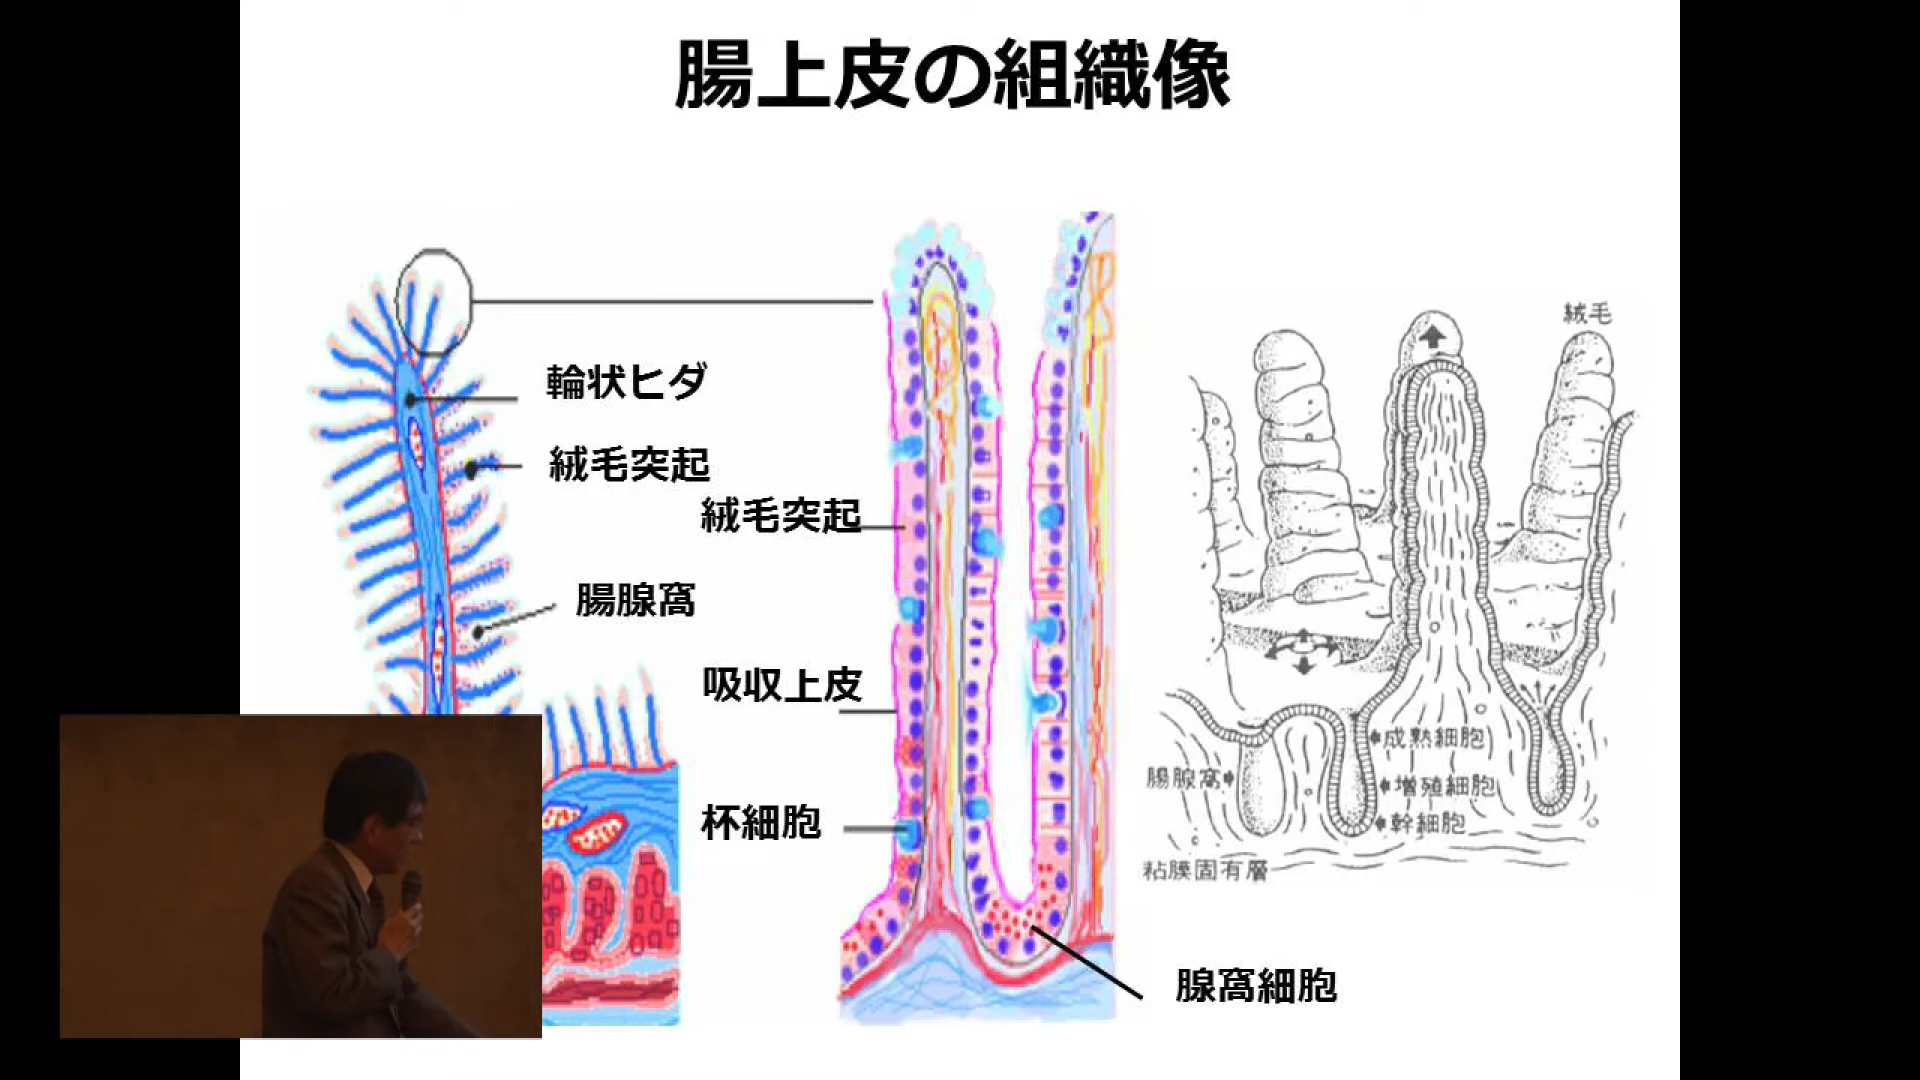 腸上皮の組織像
輪状ヒダ
絨毛突起
腸腺窩
絨毛突起
吸収上皮
杯細胞
腺窩細胞
絨毛
成熟細胞
腸腺窩
増殖細胞
幹細胞
粘膜固有層